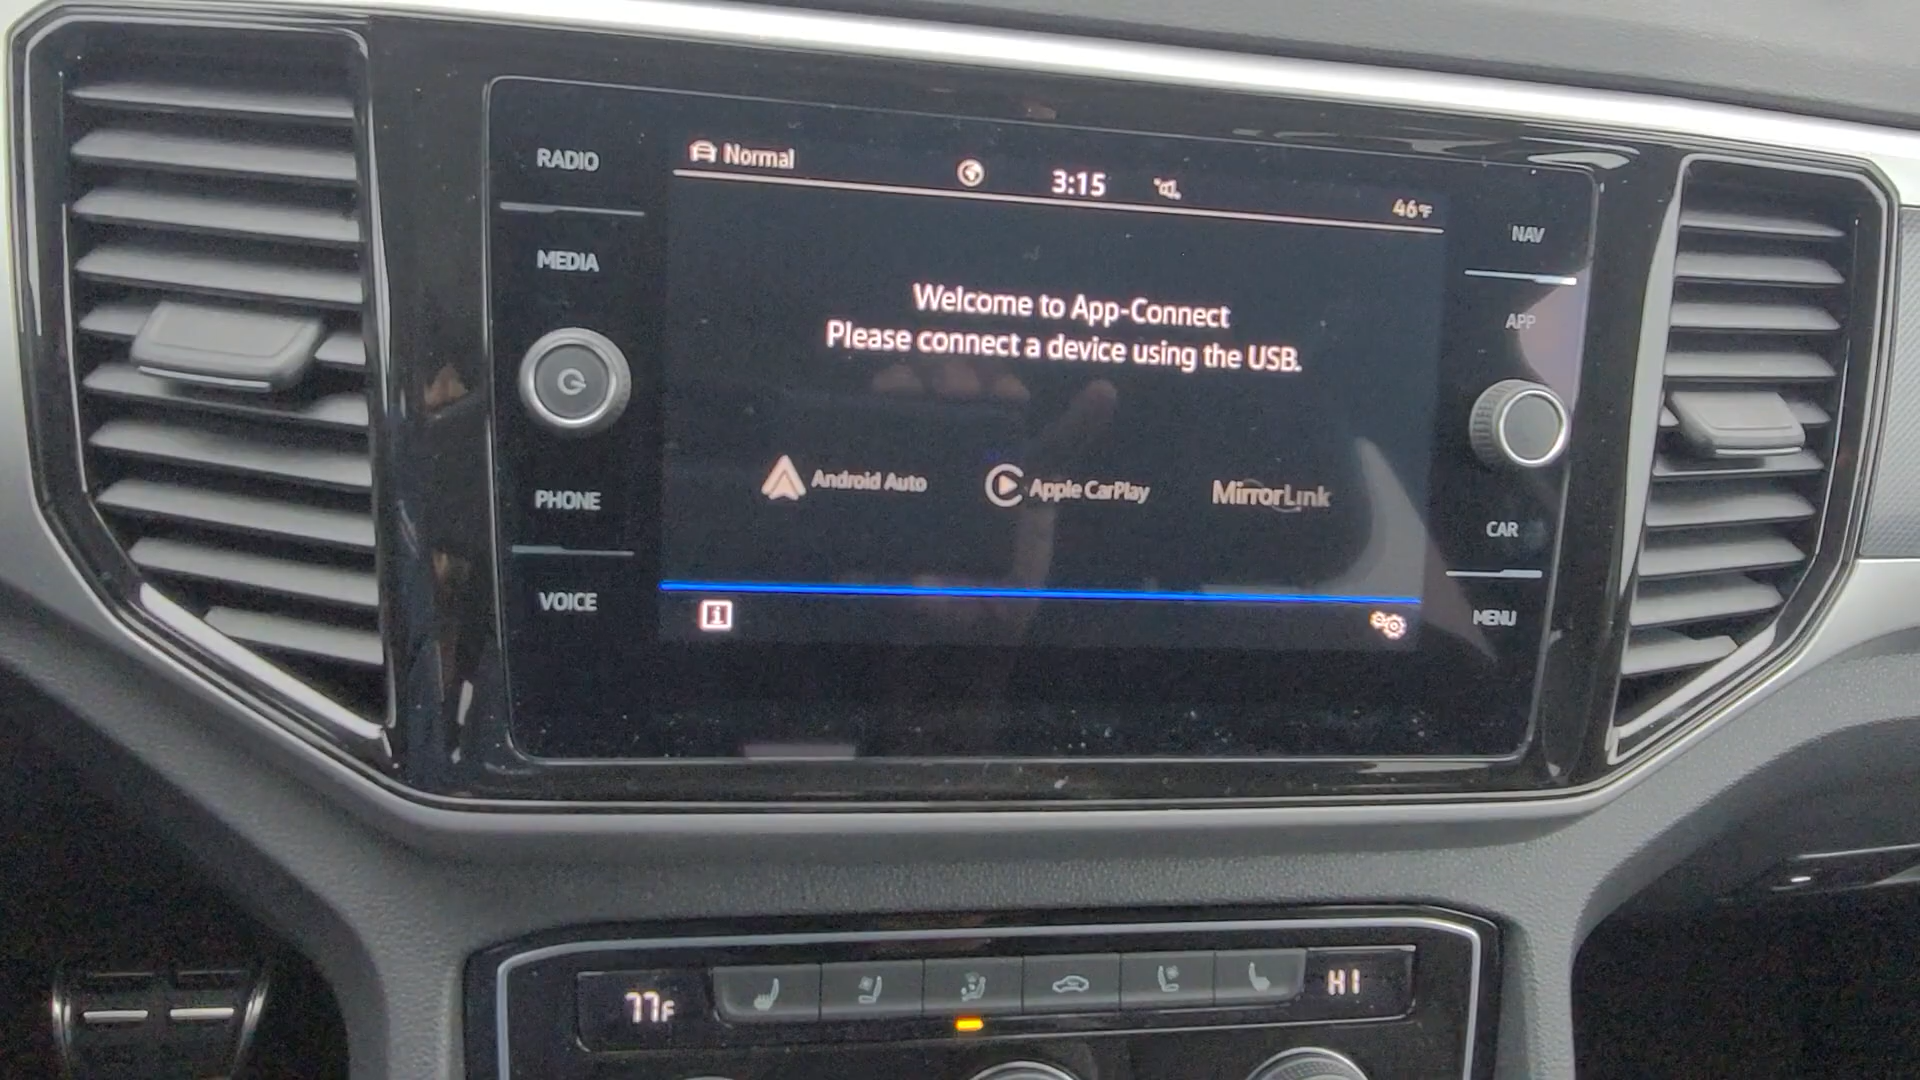 RADIO
MEDIA
PHONE
VOICE
Normal
3:15
46°F
Welcome to App-Connect
Please connect a device using the USB.
Android Auto
Apple CarPlay
MirrorLink
i
NAV
APP
CAR
MENU
77F
HI